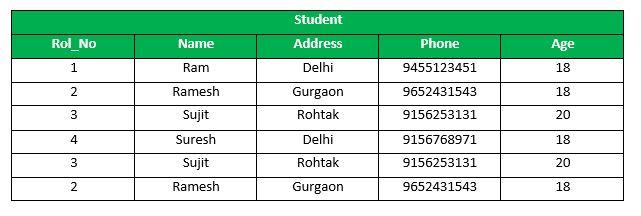 Student
Rol_No Name Address Phone Age
1 Ram Delhi 9455123451 18
2 Ramesh Gurgaon 9652431543 18
3 Sujit Rohtak 9156253131 20
4 Suresh Delhi 9156768971 18
3 Sujit Rohtak 9156253131 20
2 Ramesh Gurgaon 9652431543 18